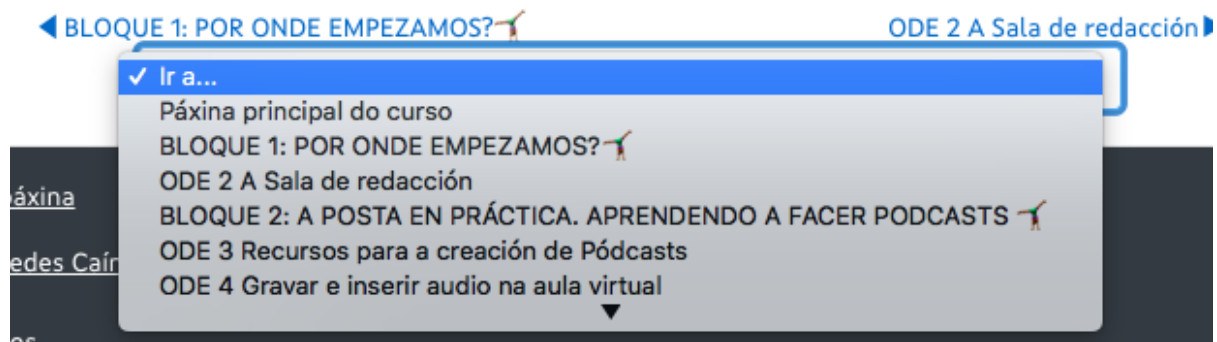 ◀ BLOQUE 1: POR ONDE EMPEZAMOS?🤸 ODE 2 A Sala de redacción ▶
✓ Ir a...
Páxina principal do curso
BLOQUE 1: POR ONDE EMPEZAMOS?🤸
ODE 2 A Sala de redacción
BLOQUE 2: A POSTA EN PRÁCTICA. APRENDENDO A FACER PODCASTS 🤸
ODE 3 Recursos para a creación de Pódcasts
ODE 4 Gravar e inserir audio na aula virtual
▼